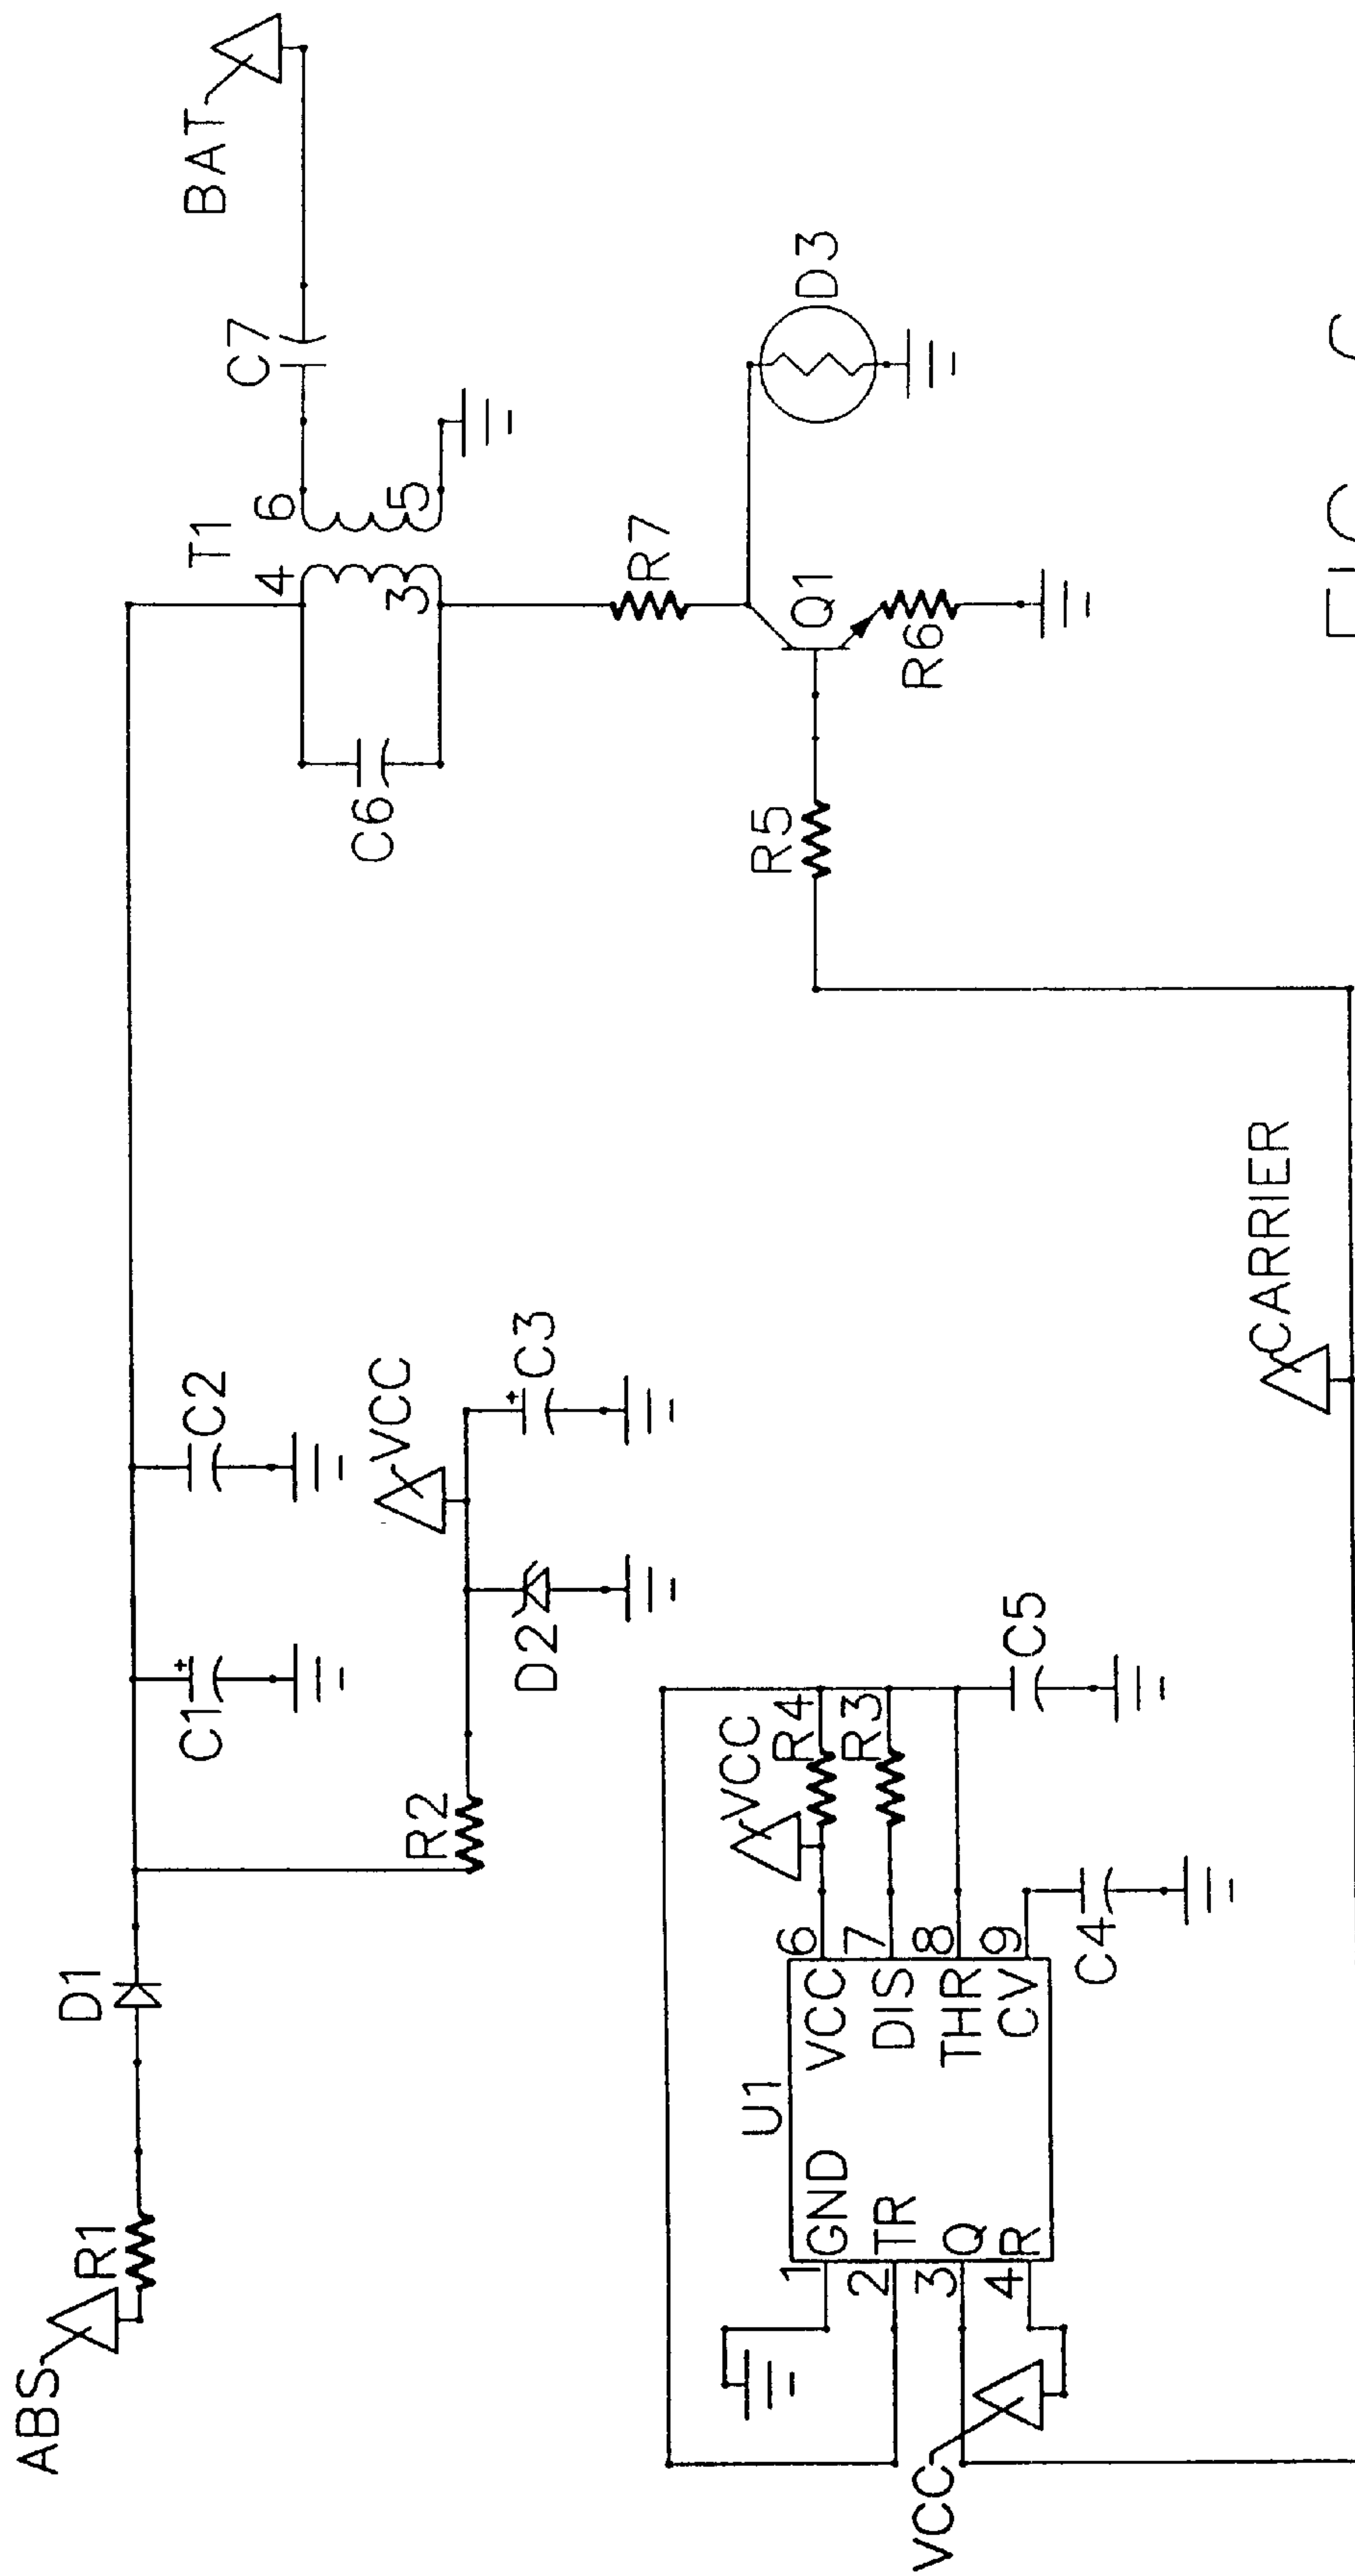 ABS
R1
D1
C1
+
C2
T1
4
6
3
5
C7
BAT
C6
R2
D2
VCC
C3
+
R7
D3
Q1
R5
R6
U1
1
GND
2
TR
3
Q
4
R
VCC
6
DIS
7
THR
8
CV
9
VCC
R4
R3
C5
C4
VCC
CARRIER